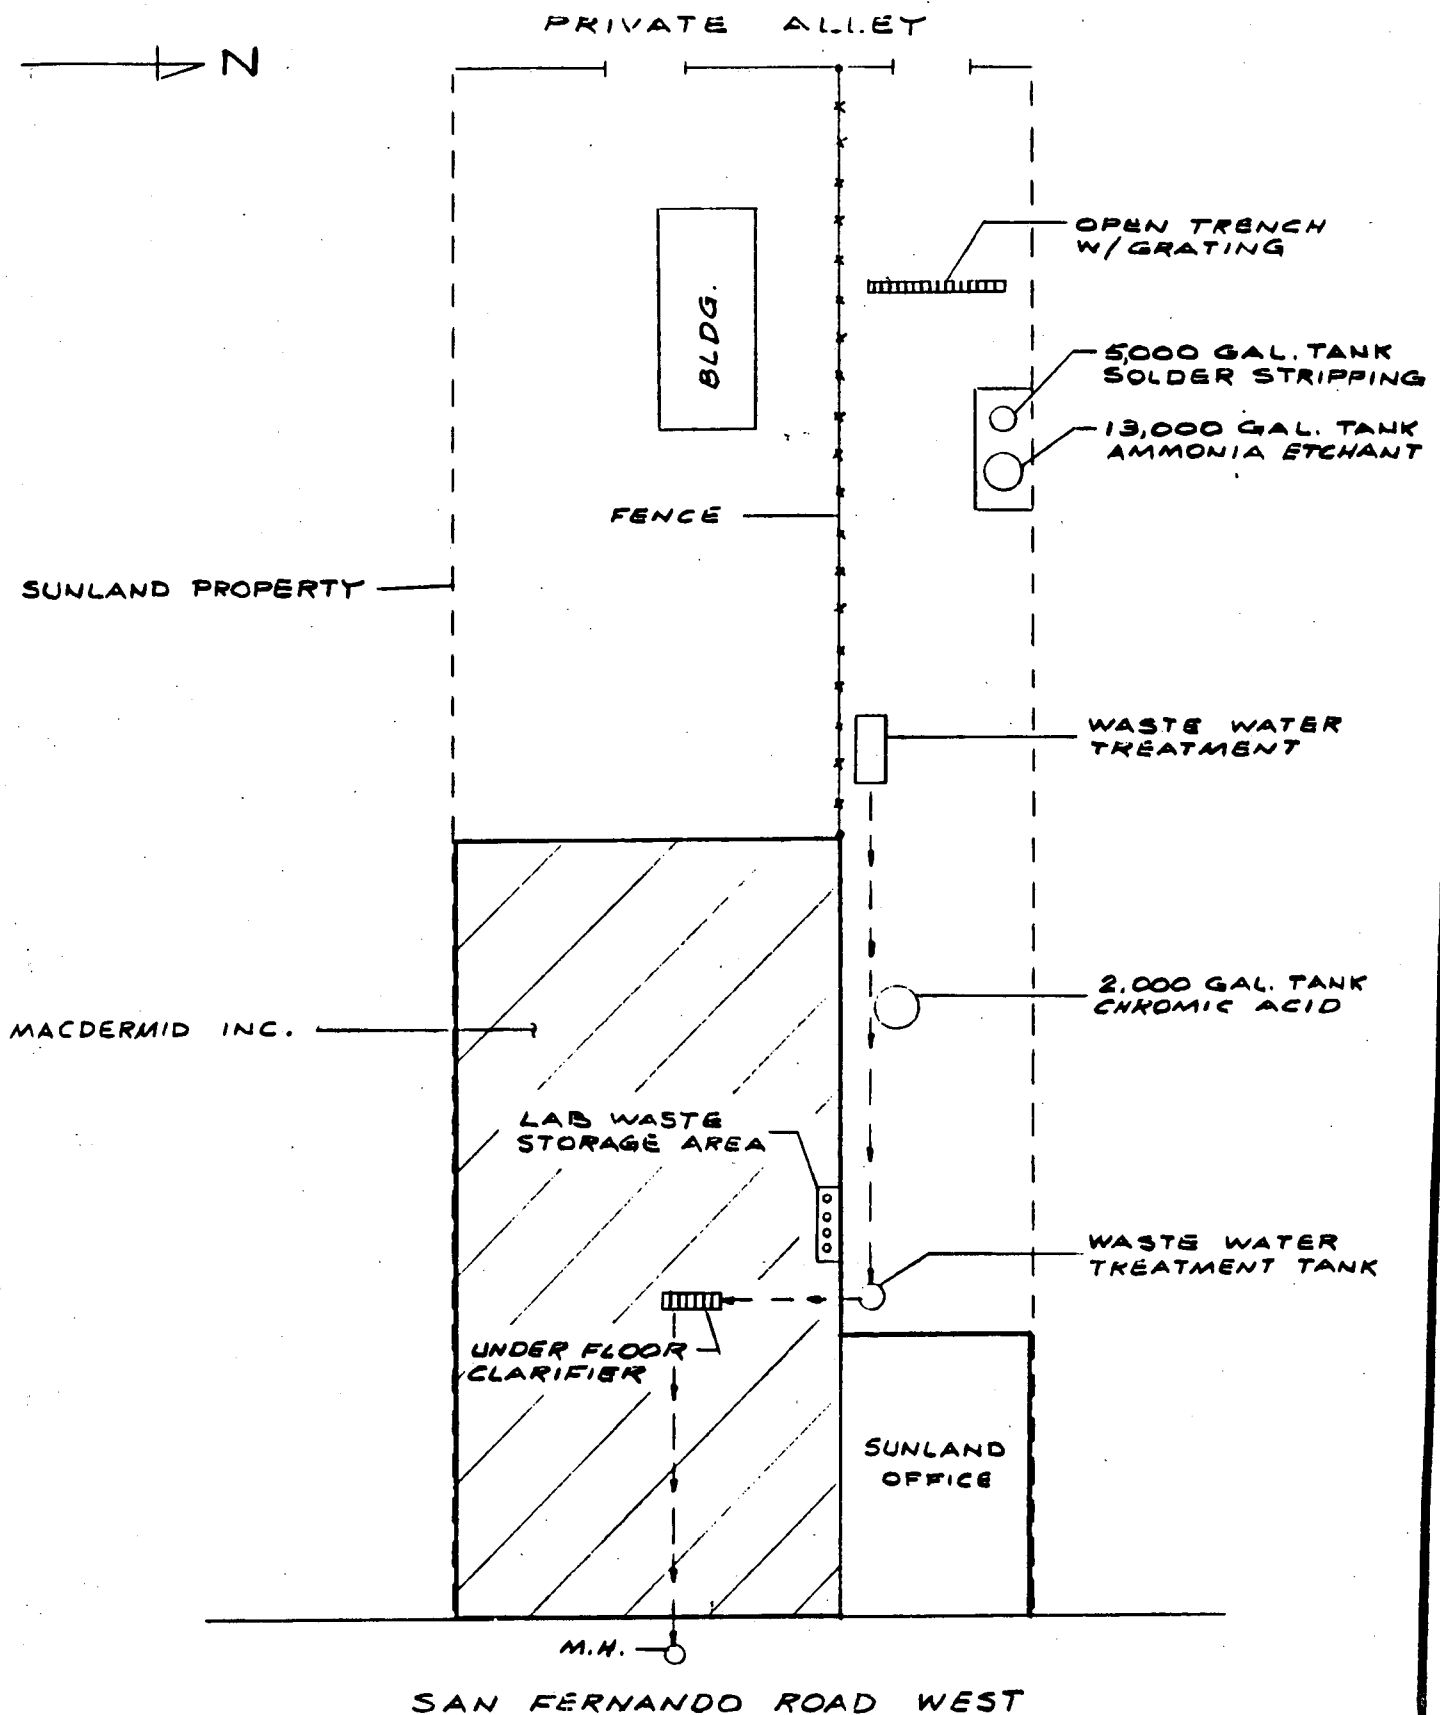 PRIVATE ALLEY
N
OPEN TRENCH
W/GRATING
BLDG.
5,000 GAL. TANK
SOLDER STRIPPING
13,000 GAL. TANK
AMMONIA ETCHANT
FENCE
SUNLAND PROPERTY
WASTE WATER
TREATMENT
2,000 GAL. TANK
CHROMIC ACID
MACDERMID INC.
LAB WASTE
STORAGE AREA
WASTE WATER
TREATMENT TANK
UNDER FLOOR
CLARIFIER
SUNLAND
OFFICE
M.H.
SAN FERNANDO ROAD WEST